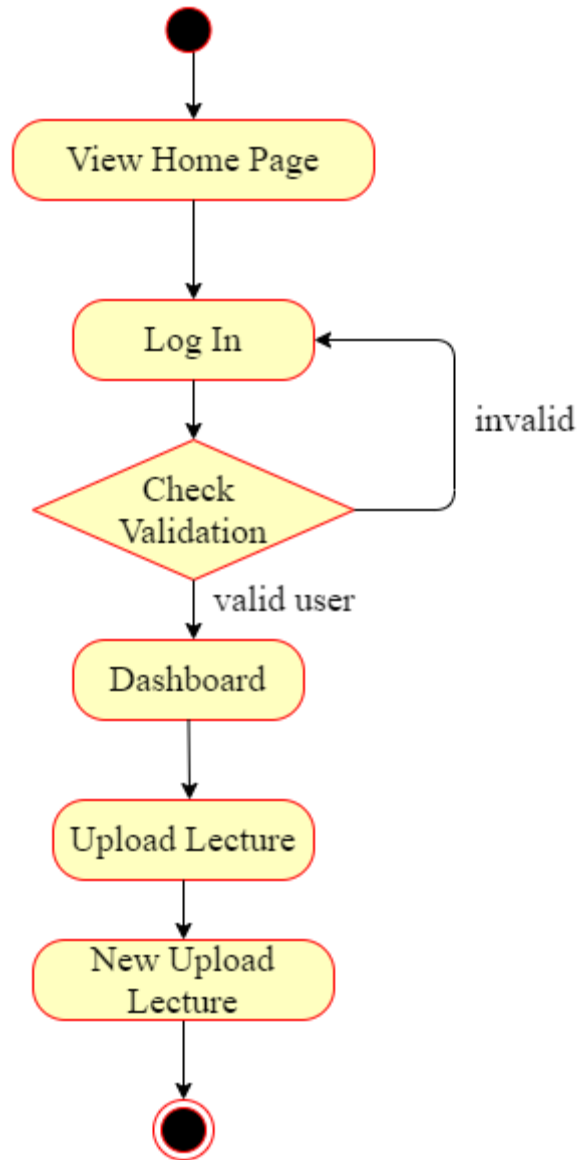 View Home Page
Log In
invalid
Check
Validation
valid user
Dashboard
Upload Lecture
New Upload
Lecture